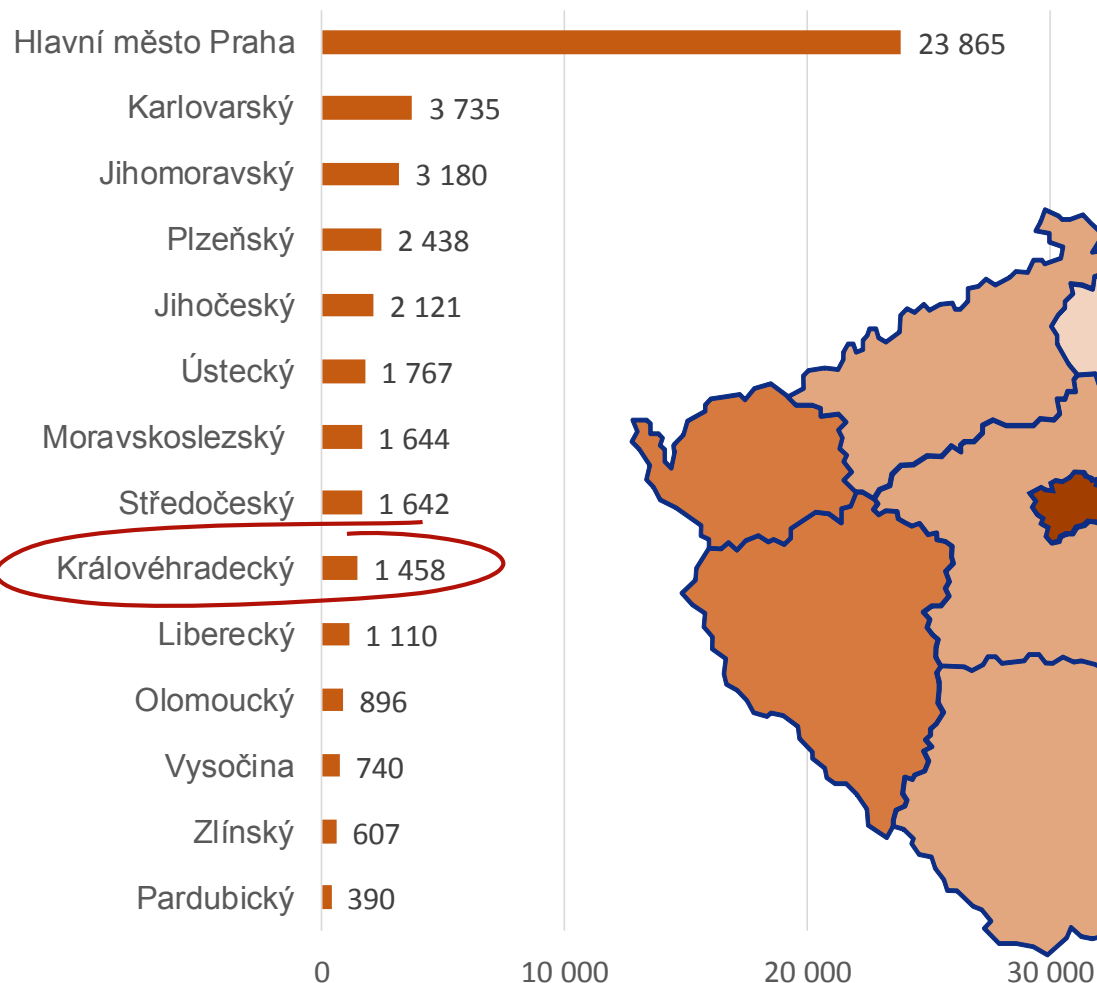 Hlavní město Praha 23 865
Karlovarský 3 735
Jihomoravský 3 180
Plzeňský 2 438
Jihočeský 2 121
Ústecký 1 767
Moravskoslezský 1 644
Středočeský 1 642
Královéhradecký 1 458
Liberecký 1 110
Olomoucký 896
Vysočina 740
Zlínský 607
Pardubický 390
0 10 000 20 000 30 000